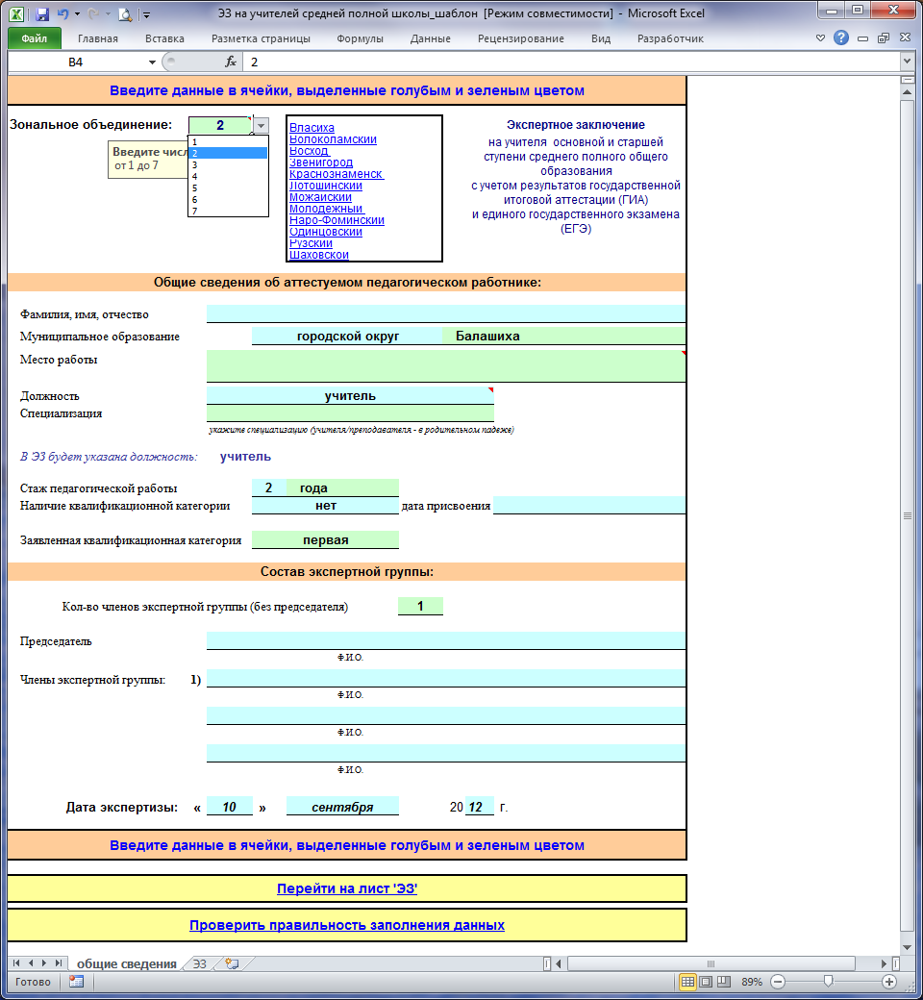 ЭЗ на учителей средней полной школы_шаблон [Режим совместимости] - Microsoft Excel
Файл Главная Вставка Разметка страницы Формулы Данные Рецензирование Вид Разработчик
B4 fx 2
Введите данные в ячейки, выделенные голубым и зеленым цветом
Зональное объединение: 2
Введите числ
от 1 до 7
1
2
3
4
5
6
7
Власиха
Волоколамский
Восход
Звенигород
Краснознаменск
Лотошинский
Можайский
Молодежный
Наро-Фоминский
Одинцовский
Рузский
Шаховской
Экспертное заключение
на учителя основной и старшей
ступени среднего полного общего
образования
с учетом результатов государственной
итоговой аттестации (ГИА)
и единого государственного экзамена
(ЕГЭ)
Общие сведения об аттестуемом педагогическом работнике:
Фамилия, имя, отчество
Муниципальное образование городской округ Балашиха
Место работы
Должность учитель
Специализация
укажите специализацию (учителя/преподавателя - в родительном падеже)
В ЭЗ будет указана должность: учитель
Стаж педагогической работы 2 года
Наличие квалификационной категории нет дата присвоения
Заявленная квалификационная категория первая
Состав экспертной группы:
Кол-во членов экспертной группы (без председателя) 1
Председатель
Ф.И.О.
Члены экспертной группы: 1)
Ф.И.О.
Ф.И.О.
Ф.И.О.
Дата экспертизы: « 10 » сентября 20 12 г.
Введите данные в ячейки, выделенные голубым и зеленым цветом
Перейти на лист 'ЭЗ'
Проверить правильность заполнения данных
общие сведения ЭЗ
Готово 89%